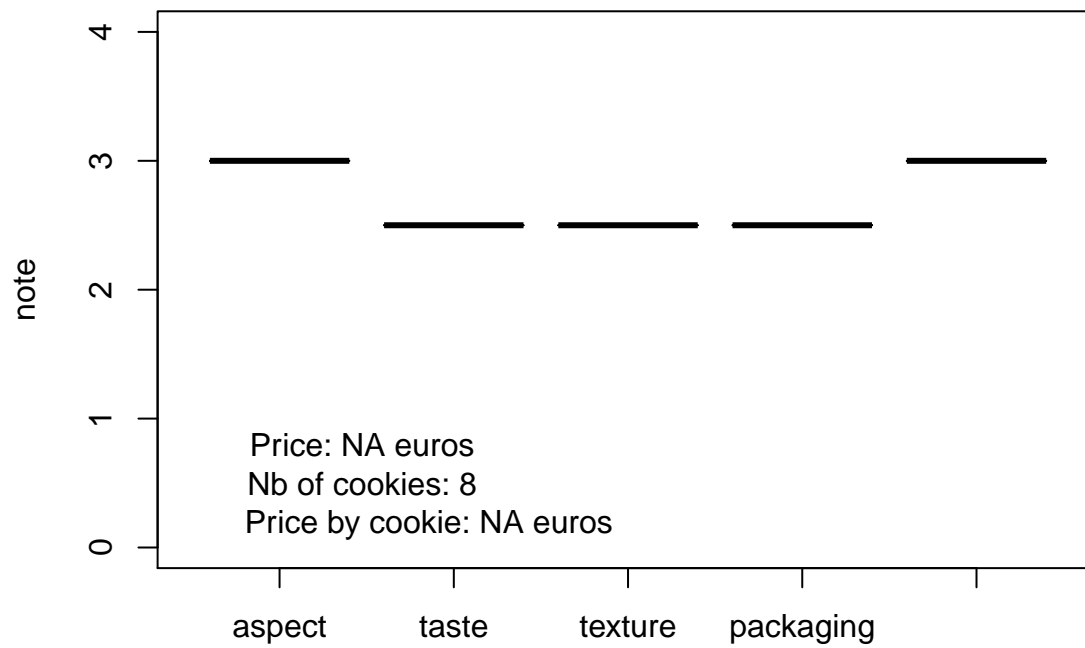 4
3
2
1
0
note
Price: NA euros
Nb of cookies: 8
Price by cookie: NA euros
aspect taste texture packaging